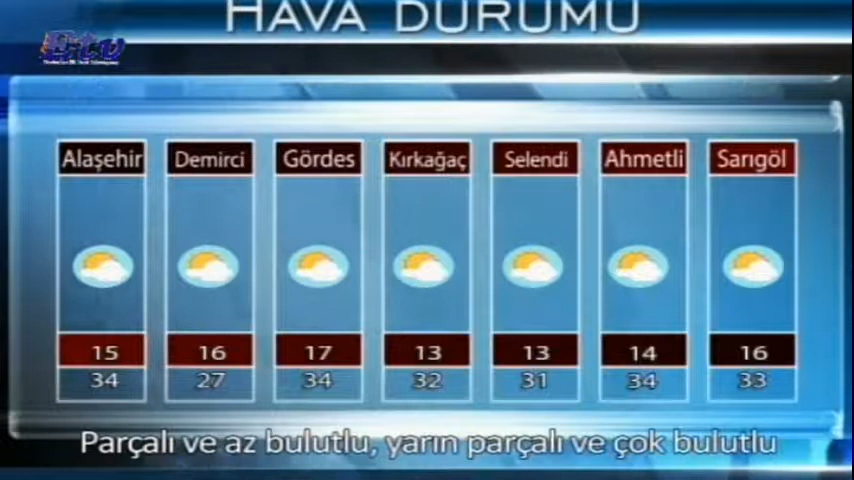 HAVA DURUMU
Etv
Alaşehir Demirci Gördes Kırkağaç Selendi Ahmetli Sarıgöl
15 16 17 13 13 14 16
34 27 34 32 31 34 33
Parçalı ve az bulutlu, yarın parçalı ve çok bulutlu